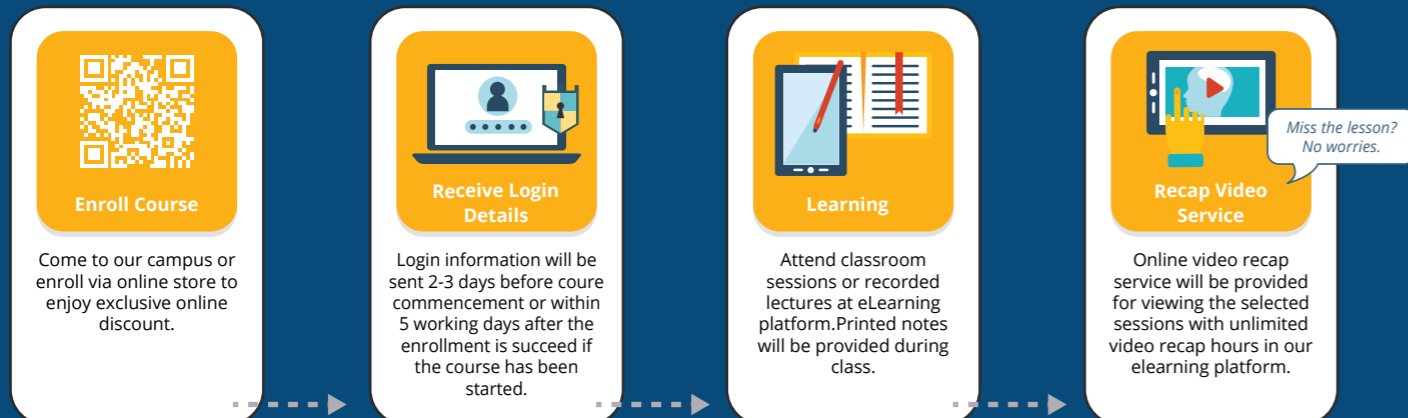 Enroll Course
Come to our campus or
enroll via online store to
enjoy exclusive online
discount.
Receive Login
Details
Login information will be
sent 2-3 days before coure
commencement or within
5 working days after the
enrollment is succeed if
the course has been
started.
Learning
Attend classroom
sessions or recorded
lectures at eLearning
platform.Printed notes
will be provided during
class.
Miss the lesson?
No worries.
Recap Video
Service
Online video recap
service will be provided
for viewing the selected
sessions with unlimited
video recap hours in our
elearning platform.